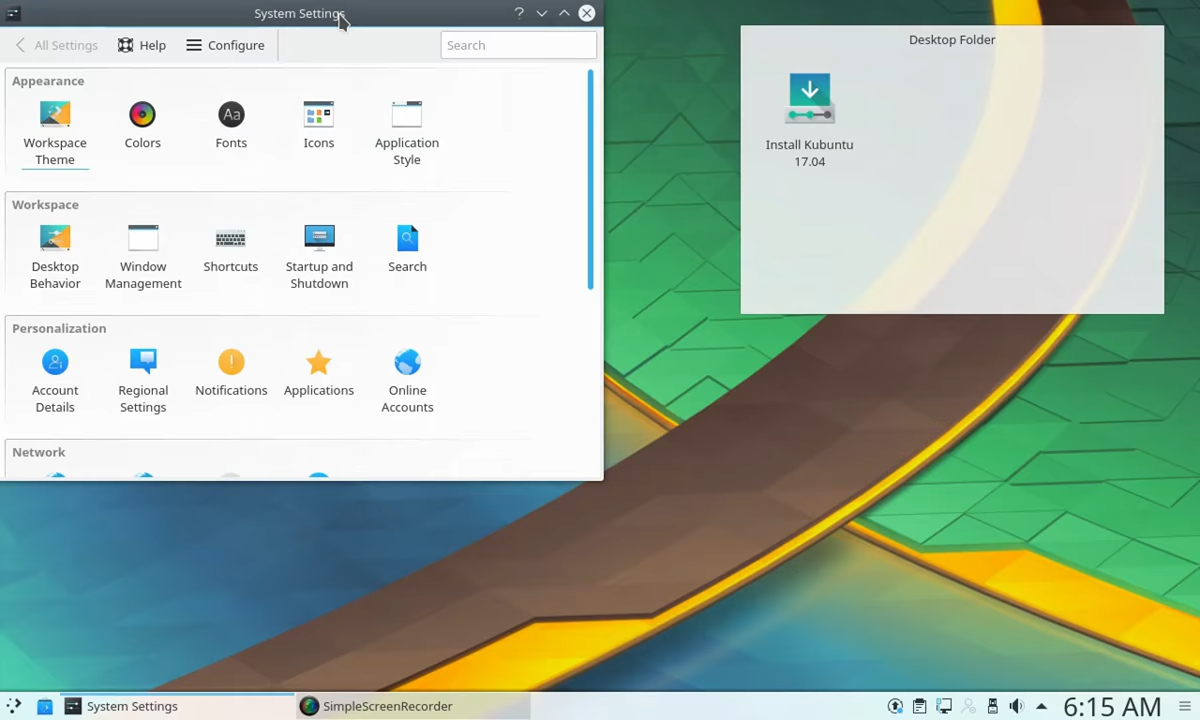 System Settings
?
All Settings
Help
Configure
Search
Appearance
Workspace
Theme
Colors
Aa
Fonts
Icons
Application
Style
Workspace
Desktop
Behavior
Window
Management
Shortcuts
Startup and
Shutdown
Search
Personalization
Account
Details
Regional
Settings
!
Notifications
Applications
Online
Accounts
Network
Desktop Folder
Install Kubuntu
17.04
System Settings
SimpleScreenRecorder
6:15 AM